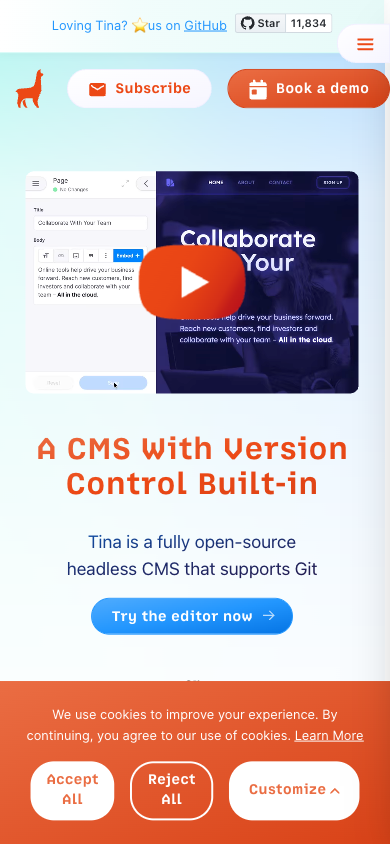 Loving Tina? ⭐us on GitHub
Star 11,834
Subscribe
Book a demo
Page
No Changes
Title
Collaborate With Your Team
Body
Embed +
Online tools help drive your business
forward. Reach new customers, find
investors and collaborate with your
team – All in the cloud.
HOME ABOUT CONTACT SIGN UP
Collaborate
Your
Online tools help drive your business forward.
Reach new customers, find investors and
collaborate with your team – All in the cloud.
A CMS With Version
Control Built-in
Tina is a fully open-source
headless CMS that supports Git
Try the editor now →
We use cookies to improve your experience. By
continuing, you agree to our use of cookies. Learn More
Accept
All
Reject
All
Customize